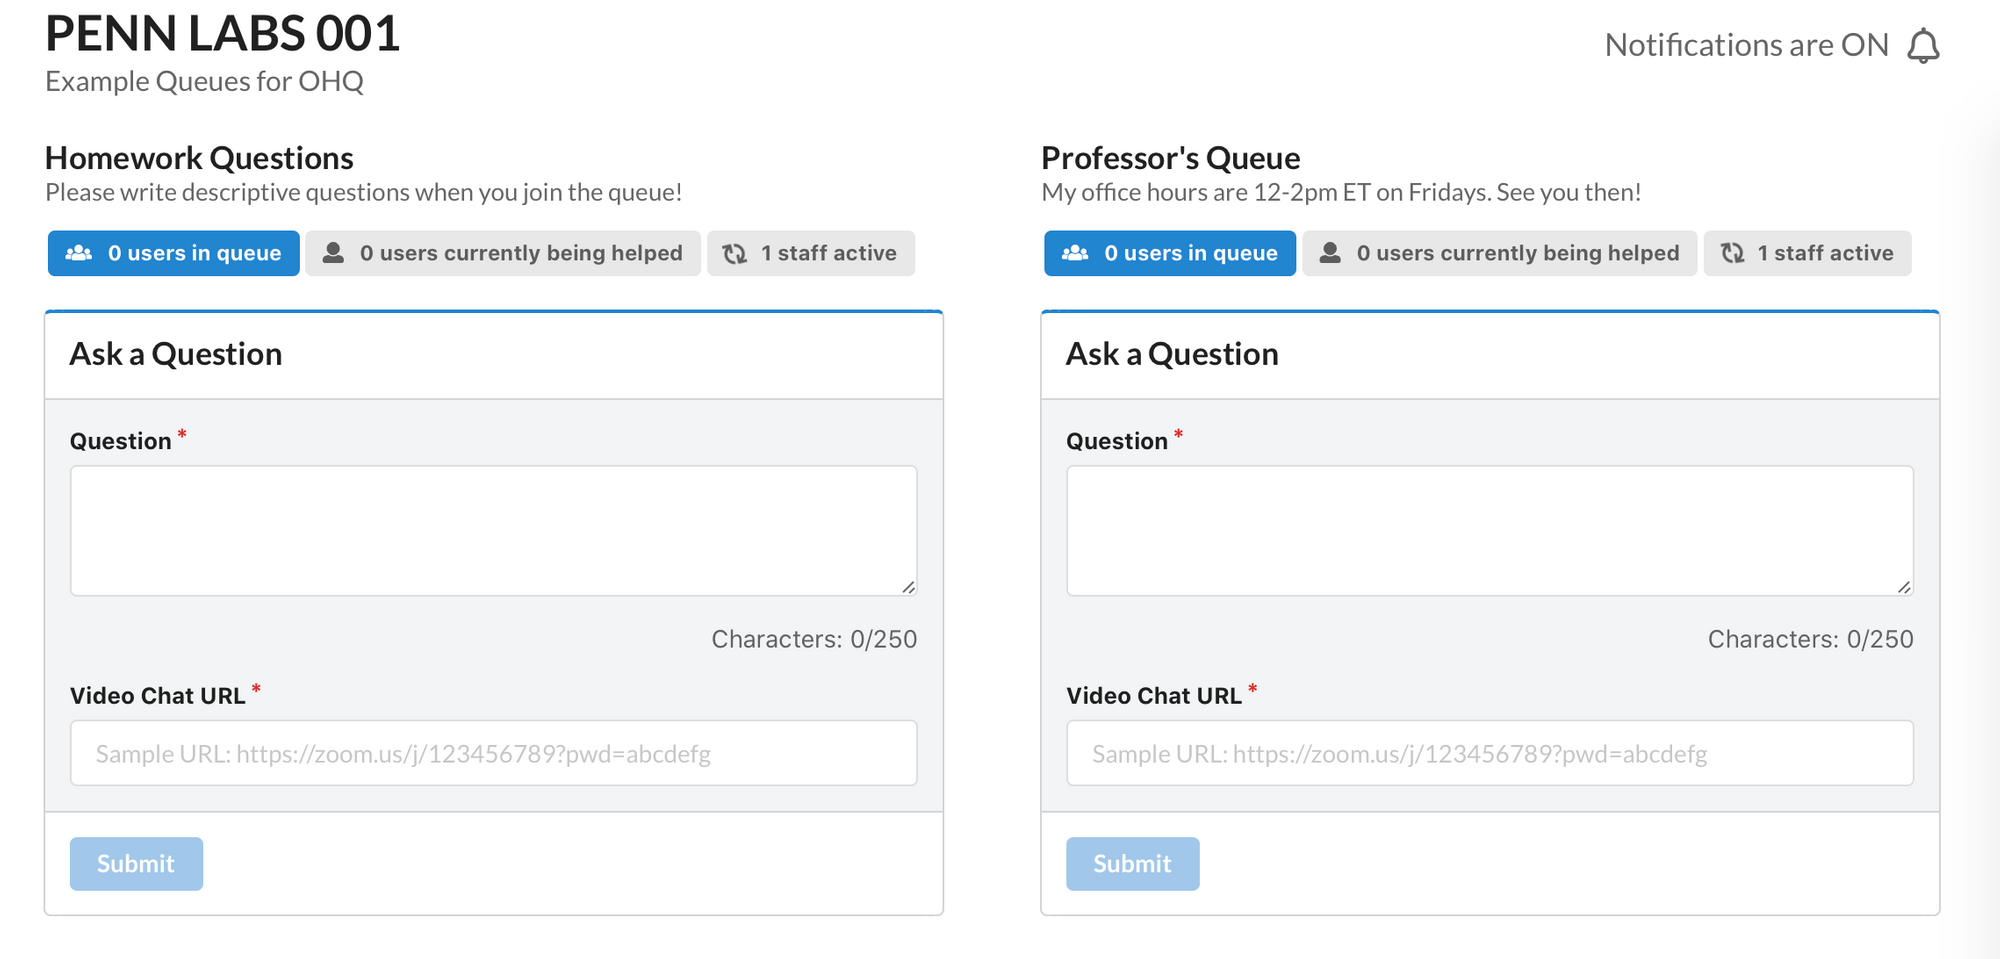 PENN LABS 001
Notifications are ON
Example Queues for OHQ
Homework Questions
Please write descriptive questions when you join the queue!
0 users in queue
0 users currently being helped
1 staff active
Ask a Question
Question *
Characters: 0/250
Video Chat URL *
Sample URL: https://zoom.us/j/123456789?pwd=abcdefg
Submit
Professor's Queue
My office hours are 12-2pm ET on Fridays. See you then!
0 users in queue
0 users currently being helped
1 staff active
Ask a Question
Question *
Characters: 0/250
Video Chat URL *
Sample URL: https://zoom.us/j/123456789?pwd=abcdefg
Submit